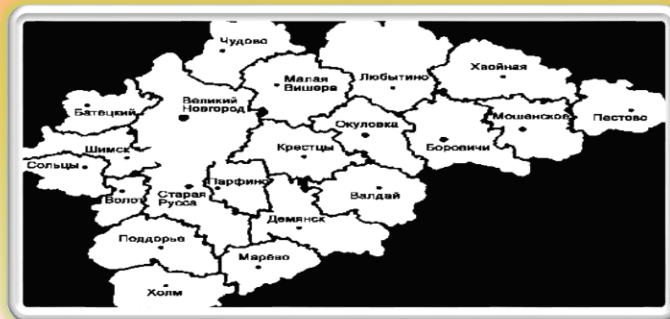 Чудово
Малая
Вишера
Любытино
Хвойная
Батецкий
Великий
Новгород
Окуловка
Мошенское
Пестово
Шимск
Крестцы
Боровичи
Сольцы
Волот
Старая
Русса
Парфино
Валдай
Демянск
Поддорье
Марёво
Холм